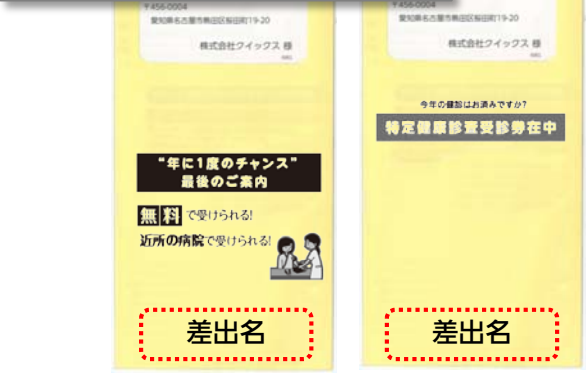 〒456-0004
愛知県名古屋市熱田区桜田町19-20
株式会社クイックス 様
"年に1度のチャンス"
最後のご案内
無料で受けられる!
近所の病院で受けられる!
差出名
〒456-0004
愛知県名古屋市熱田区桜田町19-20
株式会社クイックス 様
今年の健診はお済みですか?
特定健康診査受診券在中
差出名